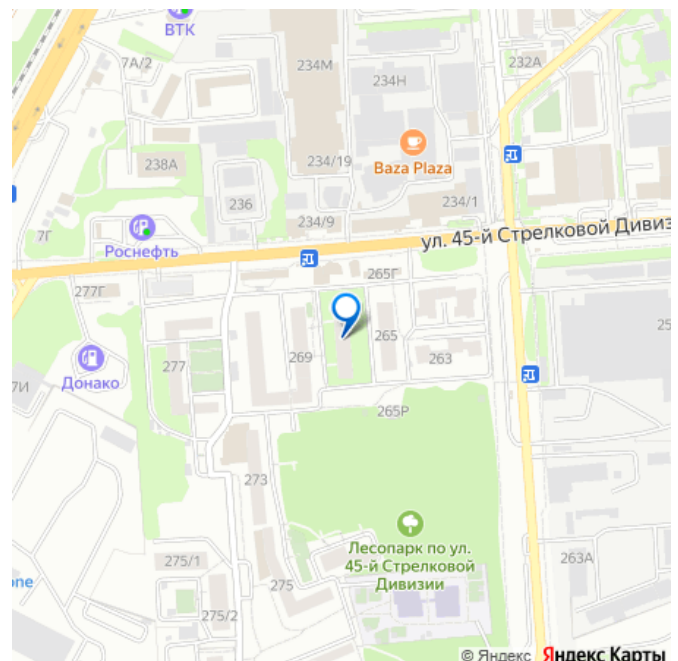 ВТК
7А/2
234М
234Н
232А
234/19
Baza Plaza
238А
236
234/1
7Г
234/9
Роснефть
ул. 45-й Стрелковой Дивиз
265Г
277Г
277
269
265
263
25
Донако
7И
265Р
273
Лесопарк по ул.
45-й Стрелковой
Дивизии
275/1
275
263А
one
275/2
© Яндекс Яндекс Карты